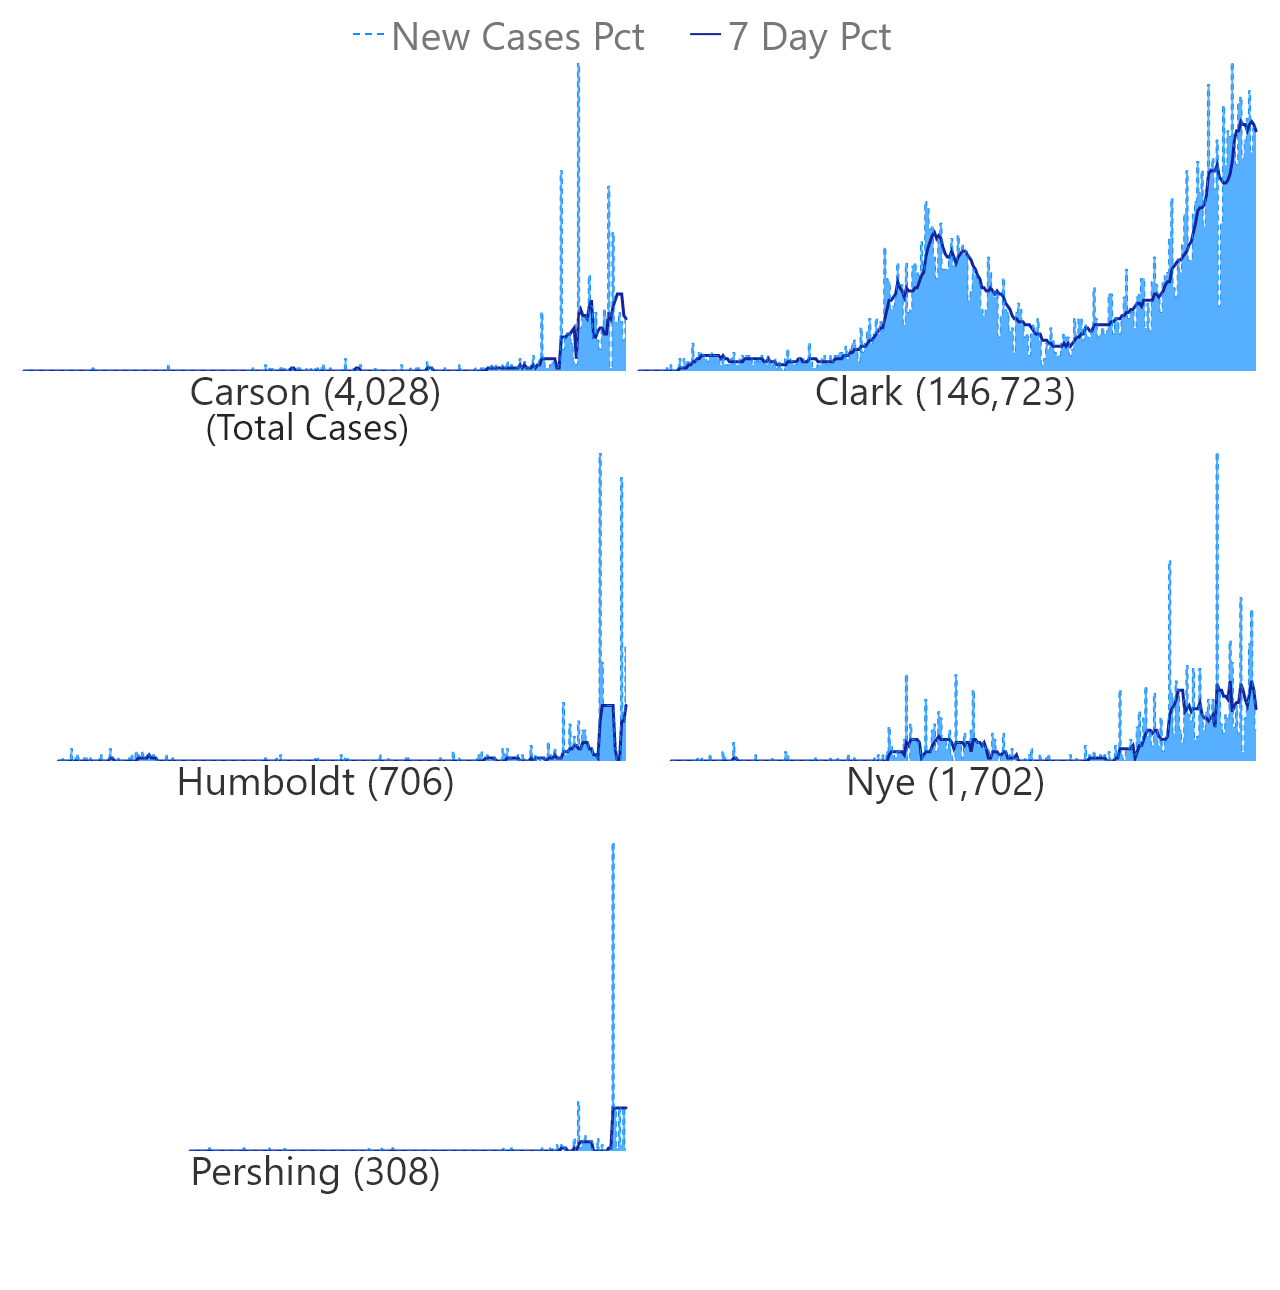 New Cases Pct 7 Day Pct
Carson (4,028) Clark (146,723)
(Total Cases)
Humboldt (706) Nye (1,702)
Pershing (308)